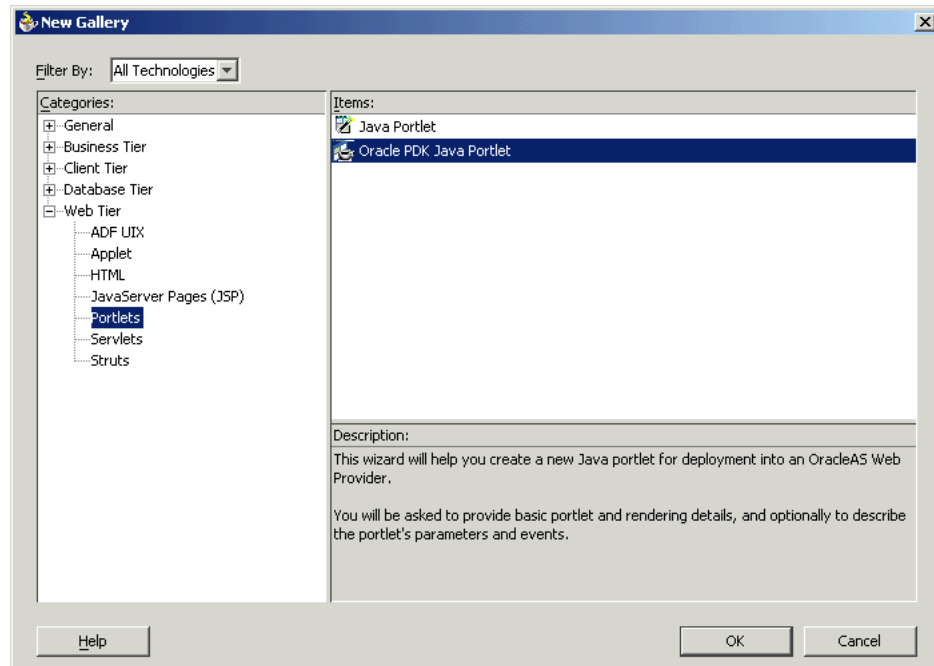 New Gallery
Filter By: All Technologies
Categories:
General
Business Tier
Client Tier
Database Tier
Web Tier
ADF UIX
Applet
HTML
JavaServer Pages (JSP)
Portlets
Servlets
Struts
Items:
Java Portlet
Oracle PDK Java Portlet
Description:
This wizard will help you create a new Java portlet for deployment into an OracleAS Web
Provider.
You will be asked to provide basic portlet and rendering details, and optionally to describe
the portlet's parameters and events.
Help OK Cancel